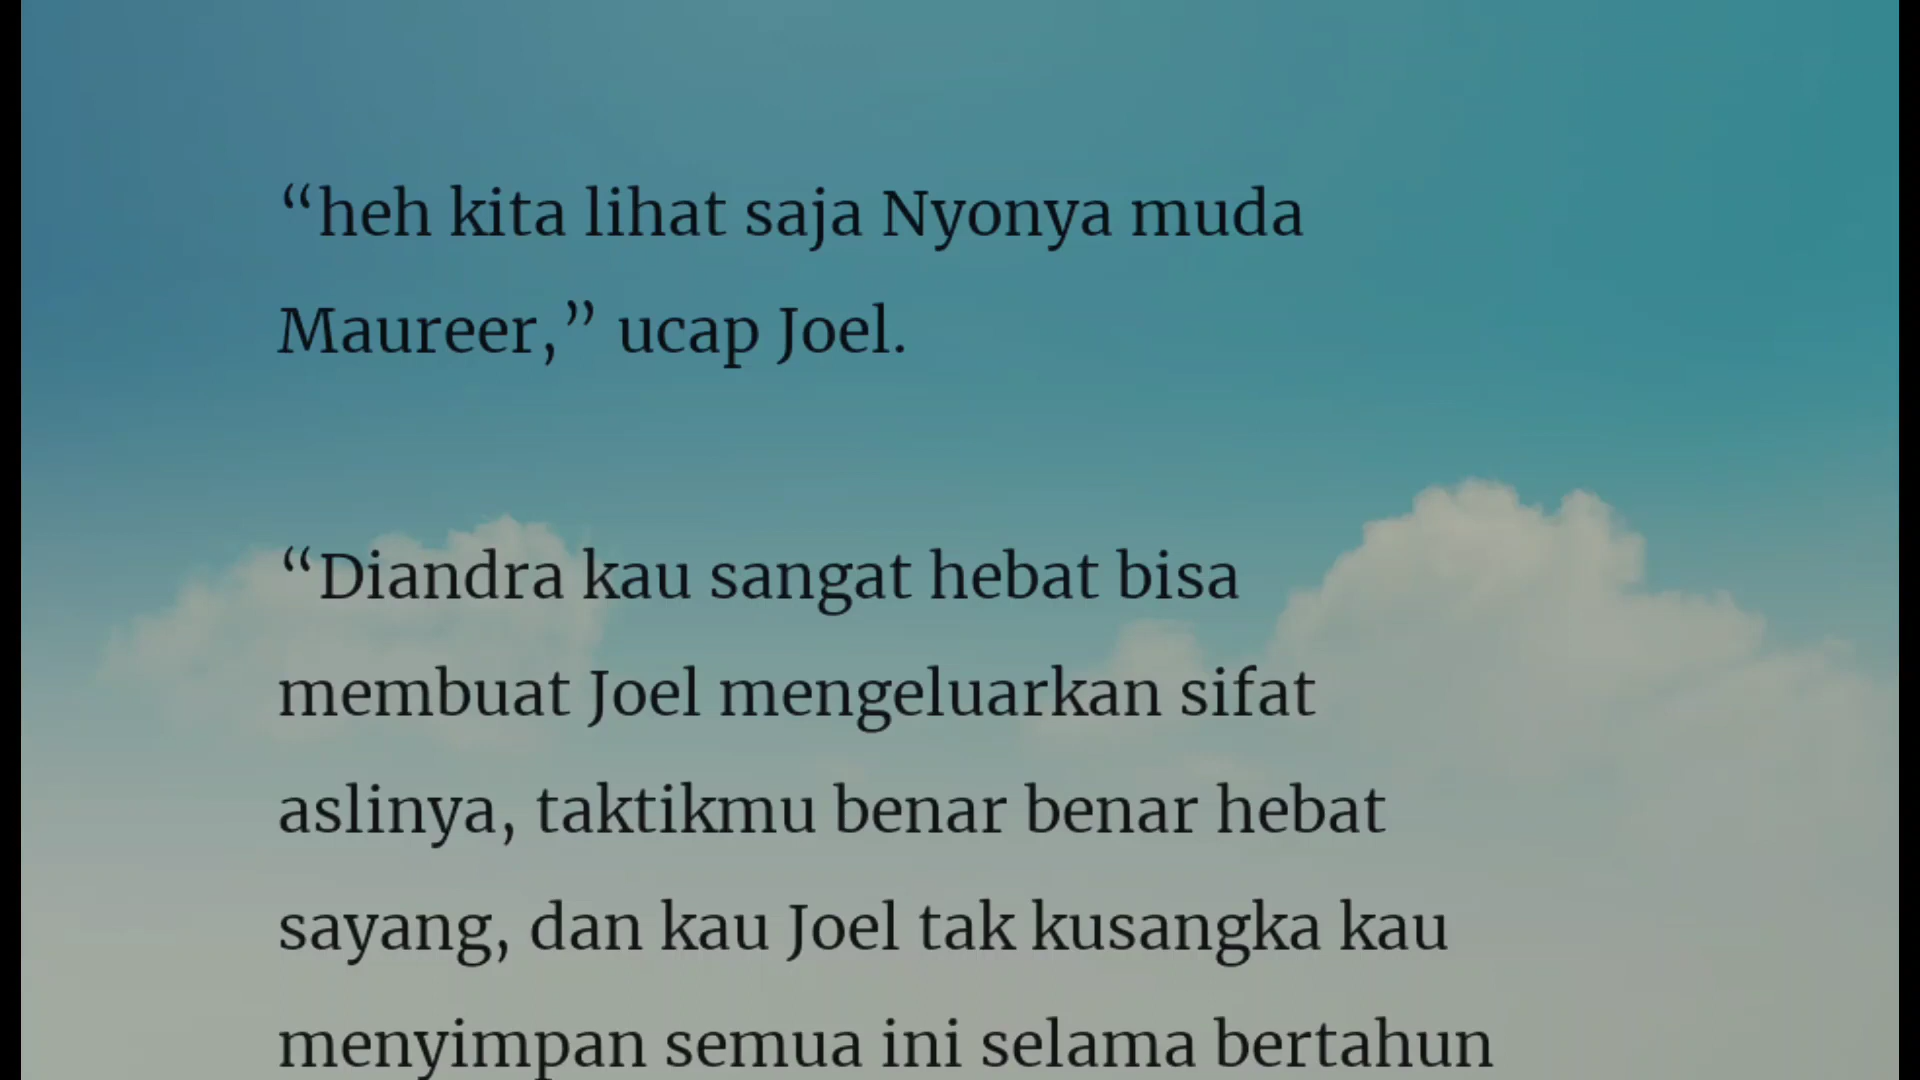 “heh kita lihat saja Nyonya muda
Maureer,” ucap Joel.
“Diandra kau sangat hebat bisa
membuat Joel mengeluarkan sifat
aslinya, taktikmu benar benar hebat
sayang, dan kau Joel tak kusangka kau
menyimpan semua ini selama bertahun